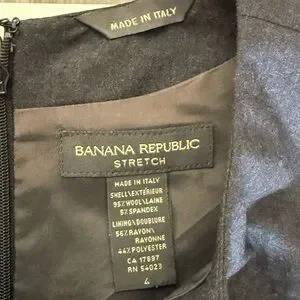 MADE IN ITALY
BANANA REPUBLIC
STRETCH
MADE IN ITALY
SHELL\EXTÉRIEUR
95%WOOL\LAINE
5%SPANDEX
LINING\DOUBLURE
56%RAYON\
RAYONNE
44%POLYESTER
CA 17897
RN 54023
4